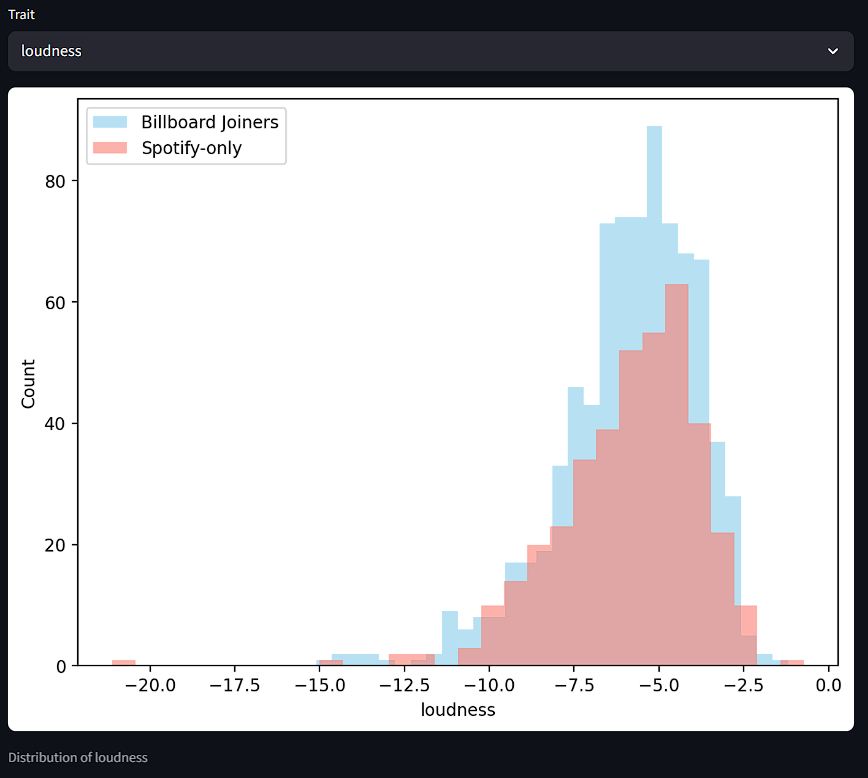 Trait
loudness
Billboard Joiners
Spotify-only
80
60
40
20
0
Count
−20.0 −17.5 −15.0 −12.5 −10.0 −7.5 −5.0 −2.5 0.0
loudness
Distribution of loudness